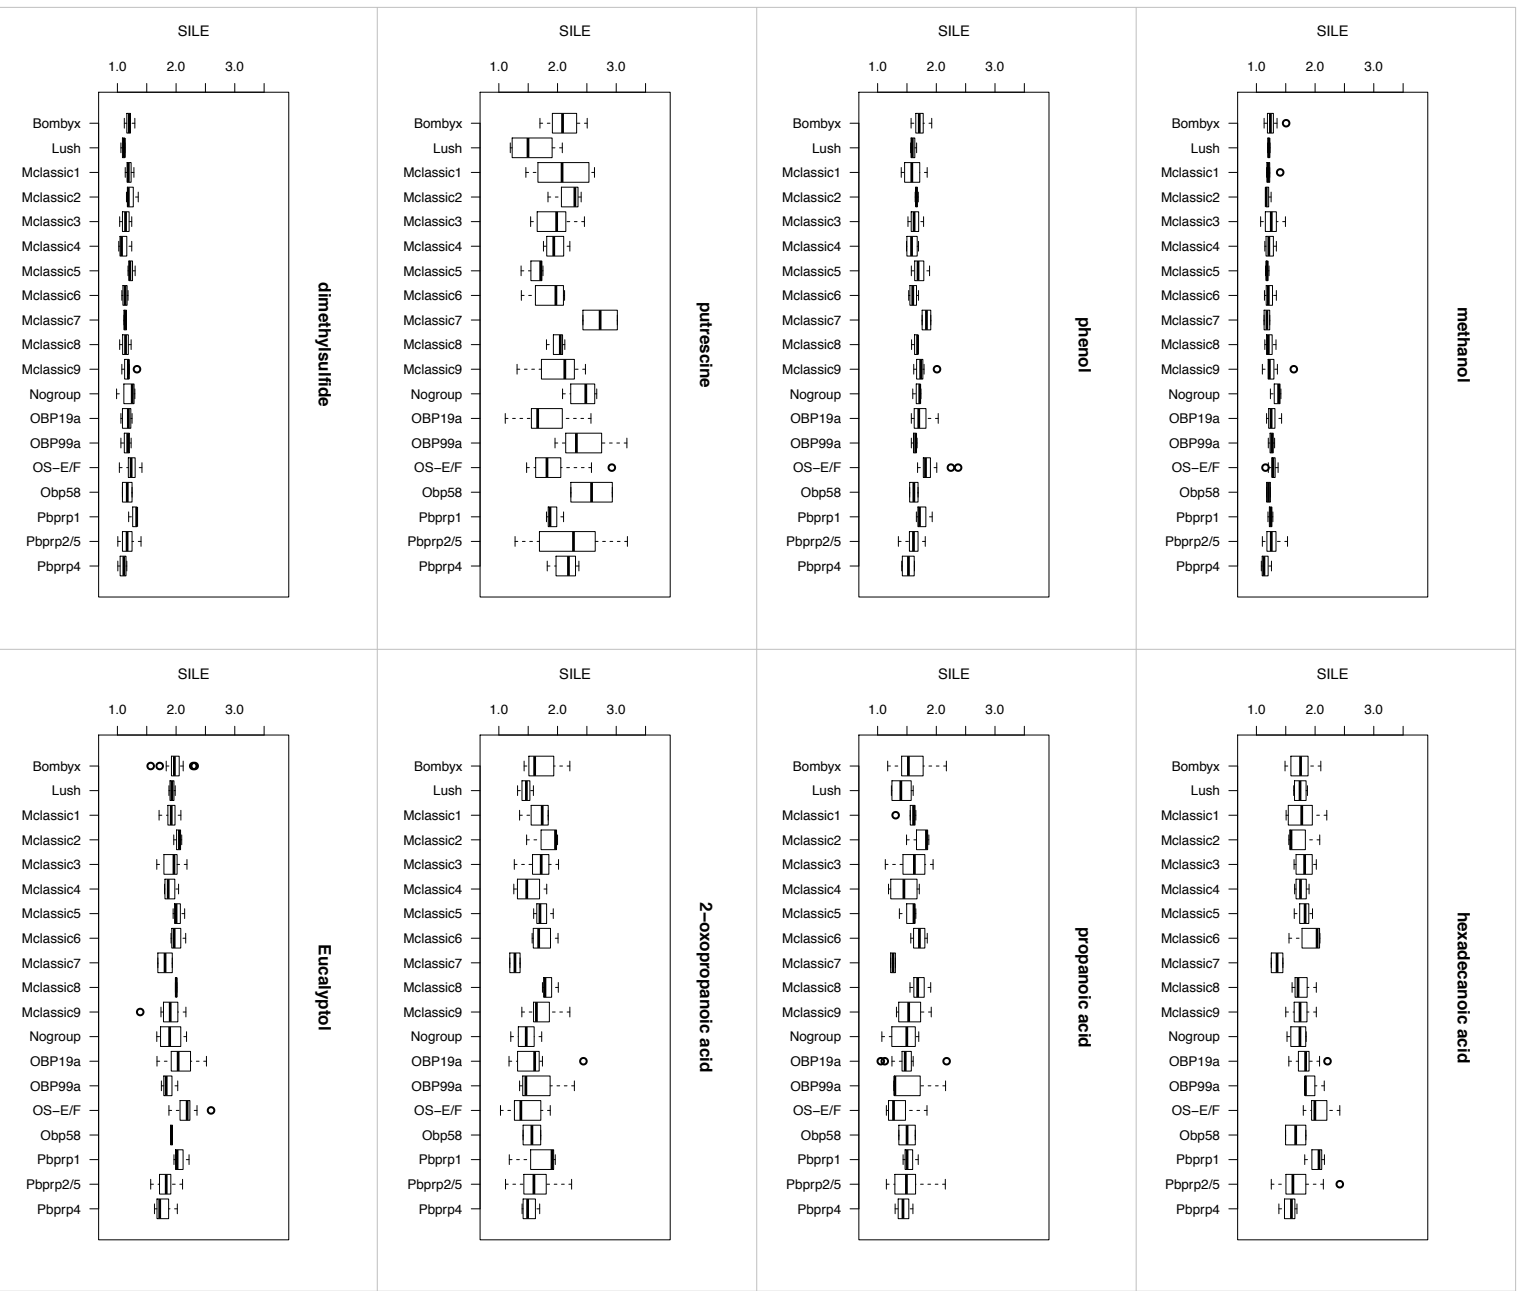 SILE
1.0 2.0 3.0
Bombyx
Lush
Mclassic1
Mclassic2
Mclassic3
Mclassic4
Mclassic5
Mclassic6
Mclassic7
Mclassic8
Mclassic9
Nogroup
OBP19a
OBP99a
OS−E/F
Obp58
Pbprp1
Pbprp2/5
Pbprp4
dimethylsulfide
SILE
1.0 2.0 3.0
Bombyx
Lush
Mclassic1
Mclassic2
Mclassic3
Mclassic4
Mclassic5
Mclassic6
Mclassic7
Mclassic8
Mclassic9
Nogroup
OBP19a
OBP99a
OS−E/F
Obp58
Pbprp1
Pbprp2/5
Pbprp4
putrescine
SILE
1.0 2.0 3.0
Bombyx
Lush
Mclassic1
Mclassic2
Mclassic3
Mclassic4
Mclassic5
Mclassic6
Mclassic7
Mclassic8
Mclassic9
Nogroup
OBP19a
OBP99a
OS−E/F
Obp58
Pbprp1
Pbprp2/5
Pbprp4
phenol
SILE
1.0 2.0 3.0
Bombyx
Lush
Mclassic1
Mclassic2
Mclassic3
Mclassic4
Mclassic5
Mclassic6
Mclassic7
Mclassic8
Mclassic9
Nogroup
OBP19a
OBP99a
OS−E/F
Obp58
Pbprp1
Pbprp2/5
Pbprp4
methanol
SILE
1.0 2.0 3.0
Bombyx
Lush
Mclassic1
Mclassic2
Mclassic3
Mclassic4
Mclassic5
Mclassic6
Mclassic7
Mclassic8
Mclassic9
Nogroup
OBP19a
OBP99a
OS−E/F
Obp58
Pbprp1
Pbprp2/5
Pbprp4
Eucalyptol
SILE
1.0 2.0 3.0
Bombyx
Lush
Mclassic1
Mclassic2
Mclassic3
Mclassic4
Mclassic5
Mclassic6
Mclassic7
Mclassic8
Mclassic9
Nogroup
OBP19a
OBP99a
OS−E/F
Obp58
Pbprp1
Pbprp2/5
Pbprp4
2−oxopropanoic acid
SILE
1.0 2.0 3.0
Bombyx
Lush
Mclassic1
Mclassic2
Mclassic3
Mclassic4
Mclassic5
Mclassic6
Mclassic7
Mclassic8
Mclassic9
Nogroup
OBP19a
OBP99a
OS−E/F
Obp58
Pbprp1
Pbprp2/5
Pbprp4
propanoic acid
SILE
1.0 2.0 3.0
Bombyx
Lush
Mclassic1
Mclassic2
Mclassic3
Mclassic4
Mclassic5
Mclassic6
Mclassic7
Mclassic8
Mclassic9
Nogroup
OBP19a
OBP99a
OS−E/F
Obp58
Pbprp1
Pbprp2/5
Pbprp4
hexadecanoic acid